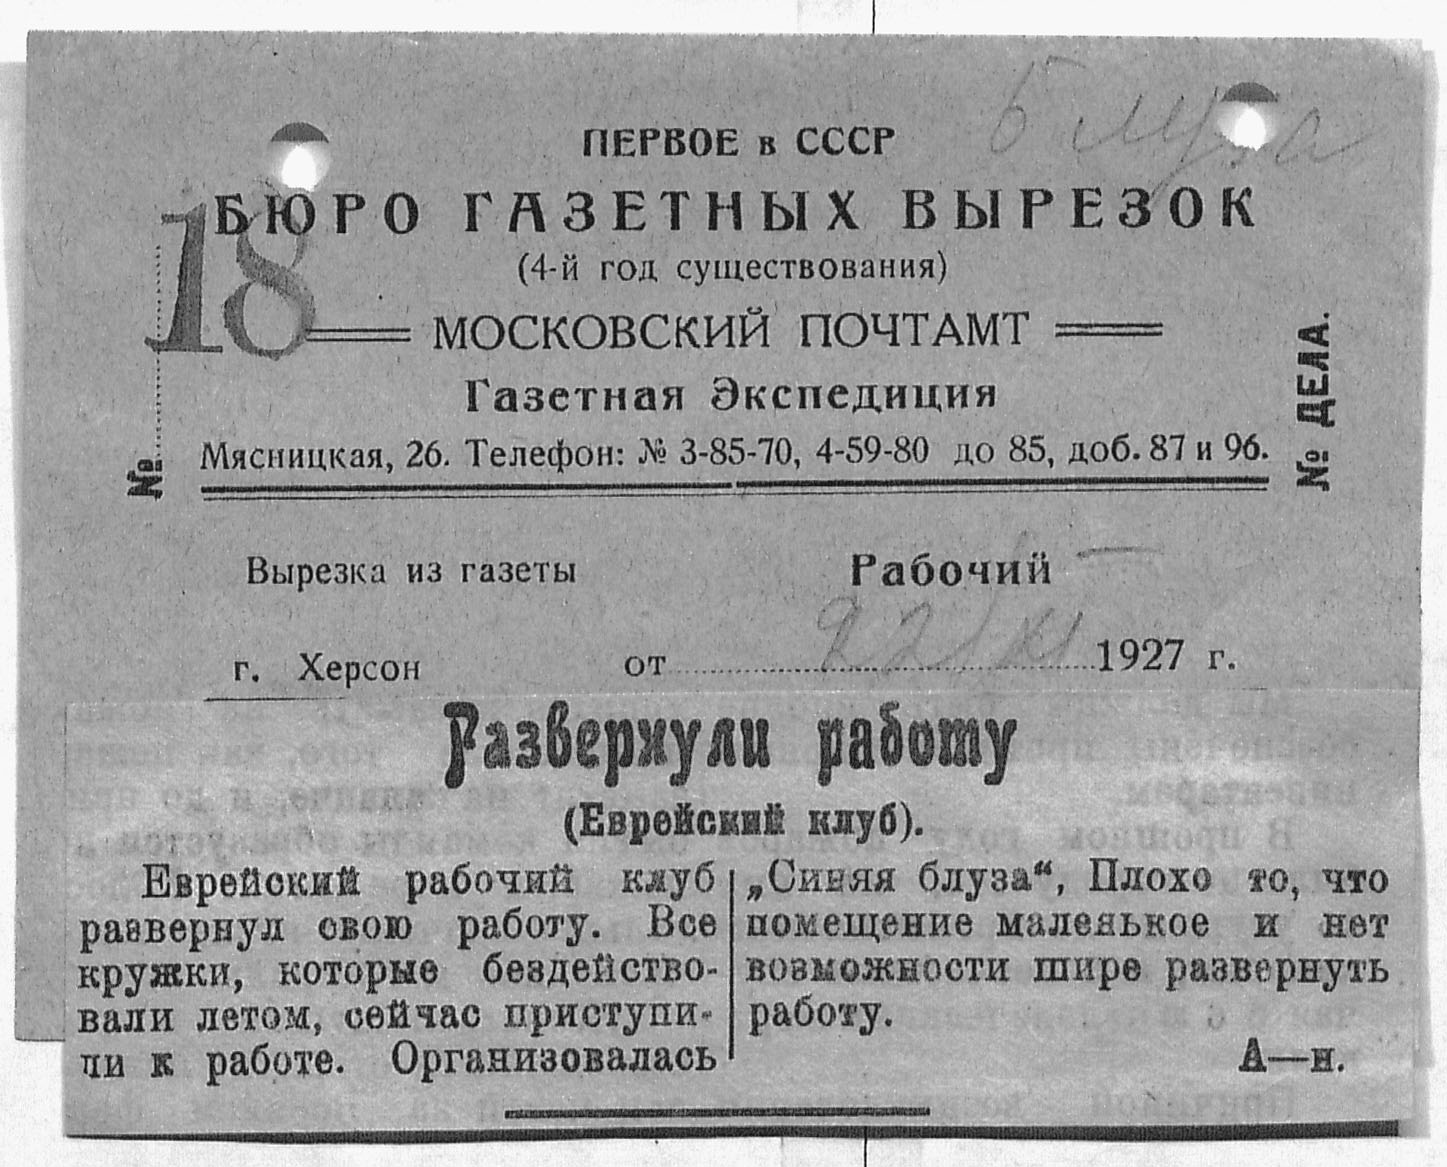 Блуза
ПЕРВОЕ в СССР
БЮРО ГАЗЕТНЫХ ВЫРЕЗОК
18
(4-й год существования)
МОСКОВСКИЙ ПОЧТАМТ
Газетная Экспедиция
Мясницкая, 26. Телефон: № 3-85-70, 4-59-80 до 85, доб. 87 и 96.
№
№ ДЕЛА.
Вырезка из газеты Рабочий
г. Херсон от 22/XI 1927 г.
Развернули работу
(Еврейский клуб).
Еврейский рабочий клуб
развернул свою работу. Все
кружки, которые бездейство-
вали летом, сейчас приступи-
ли к работе. Организовалась
„Синяя блуза“, Плохо то, что
помещение маленькое и нет
возможности шире развернуть
работу.
А—н.